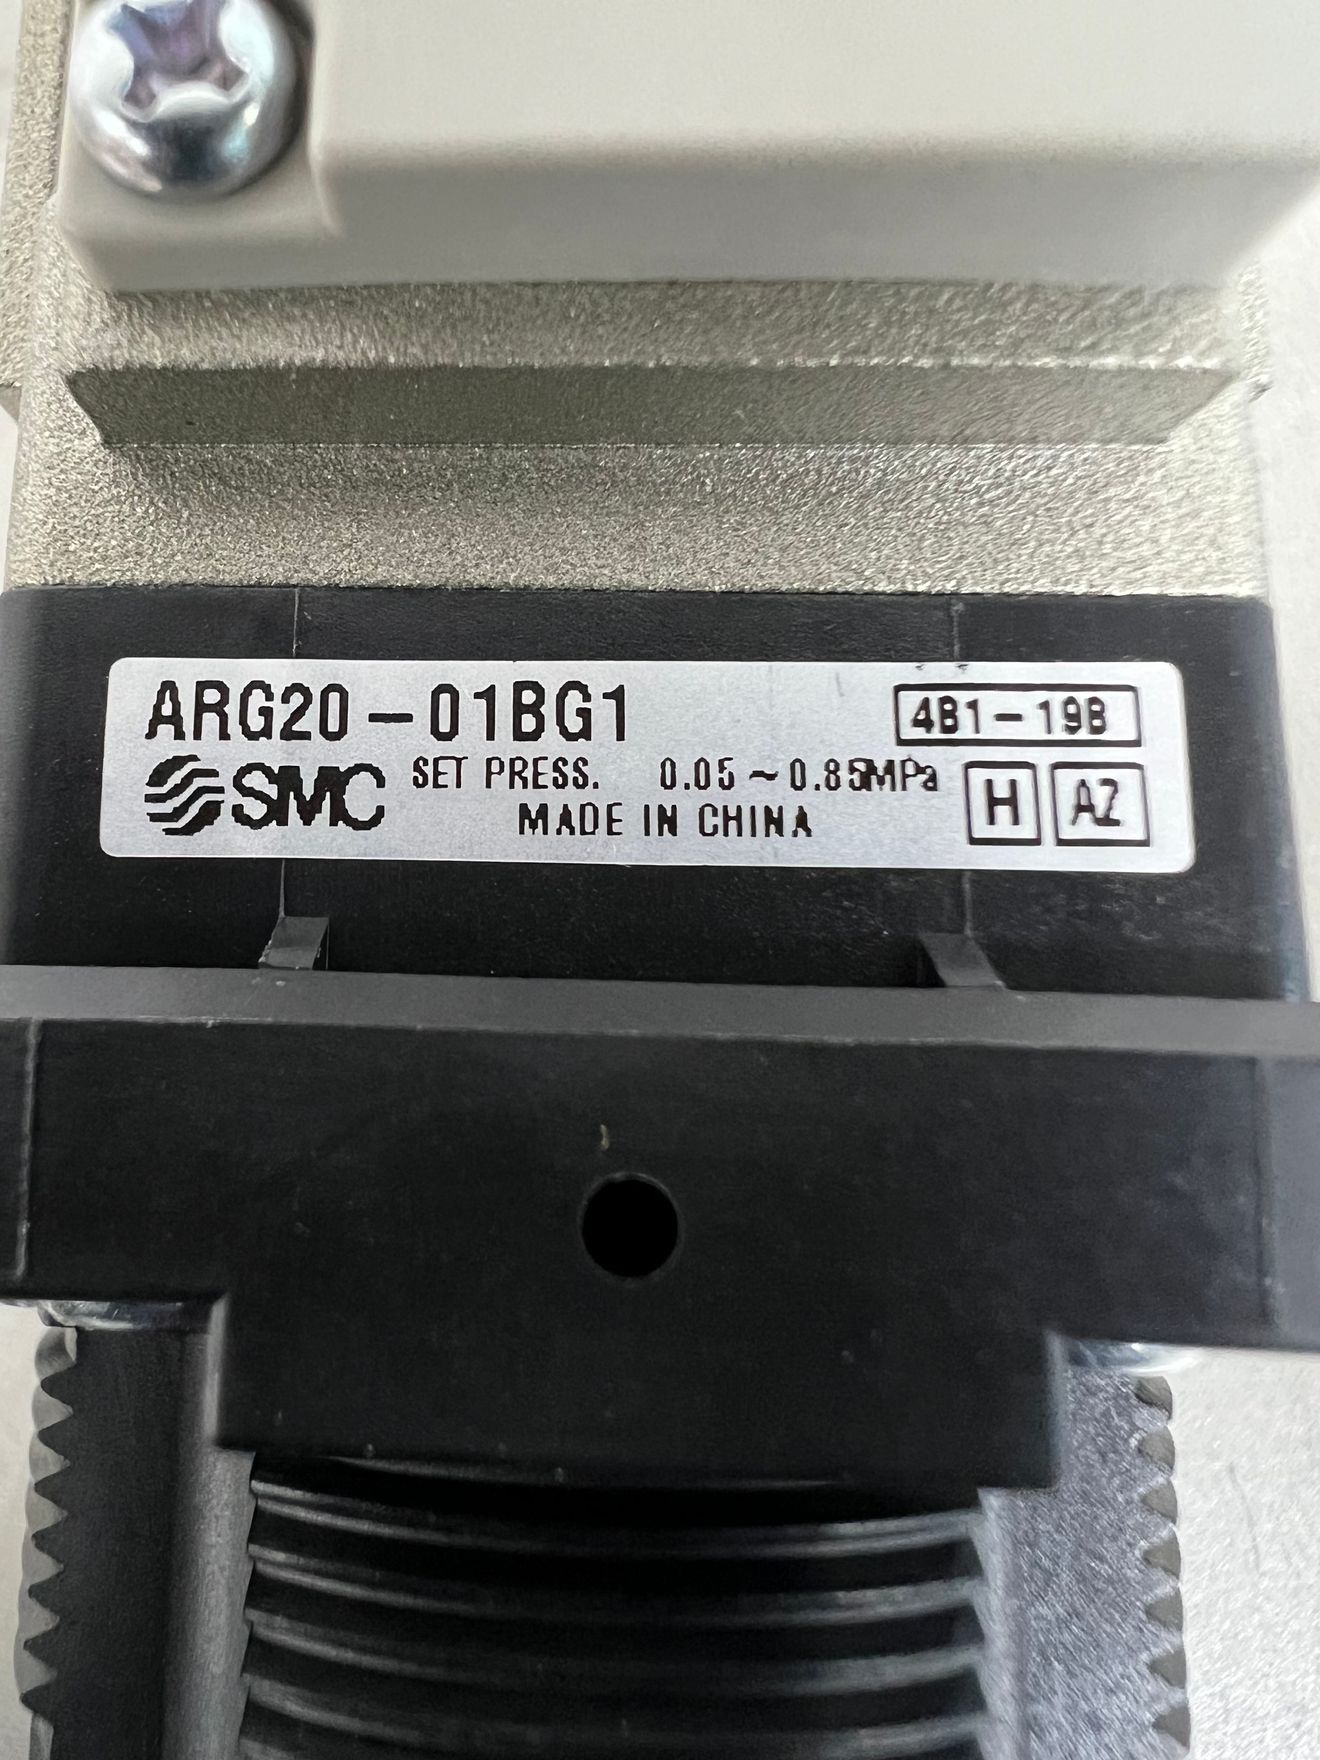 ARG20-01BG1
4B1-19B
SMC
SET PRESS. 0.05~0.85MPa
MADE IN CHINA
H
AZ